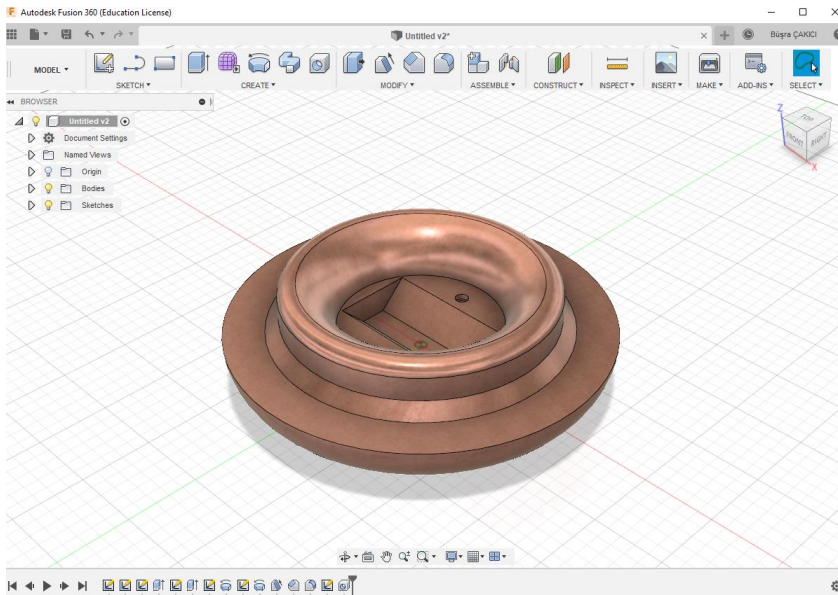 Autodesk Fusion 360 (Education License)
Untitled v2*
Büşra ÇAKICI
MODEL
SKETCH
CREATE
MODIFY
ASSEMBLE
CONSTRUCT
INSPECT
INSERT
MAKE
ADD-INS
SELECT
BROWSER
Untitled v2
Document Settings
Named Views
Origin
Bodies
Sketches
Z
TOP
FRONT
RIGHT
X